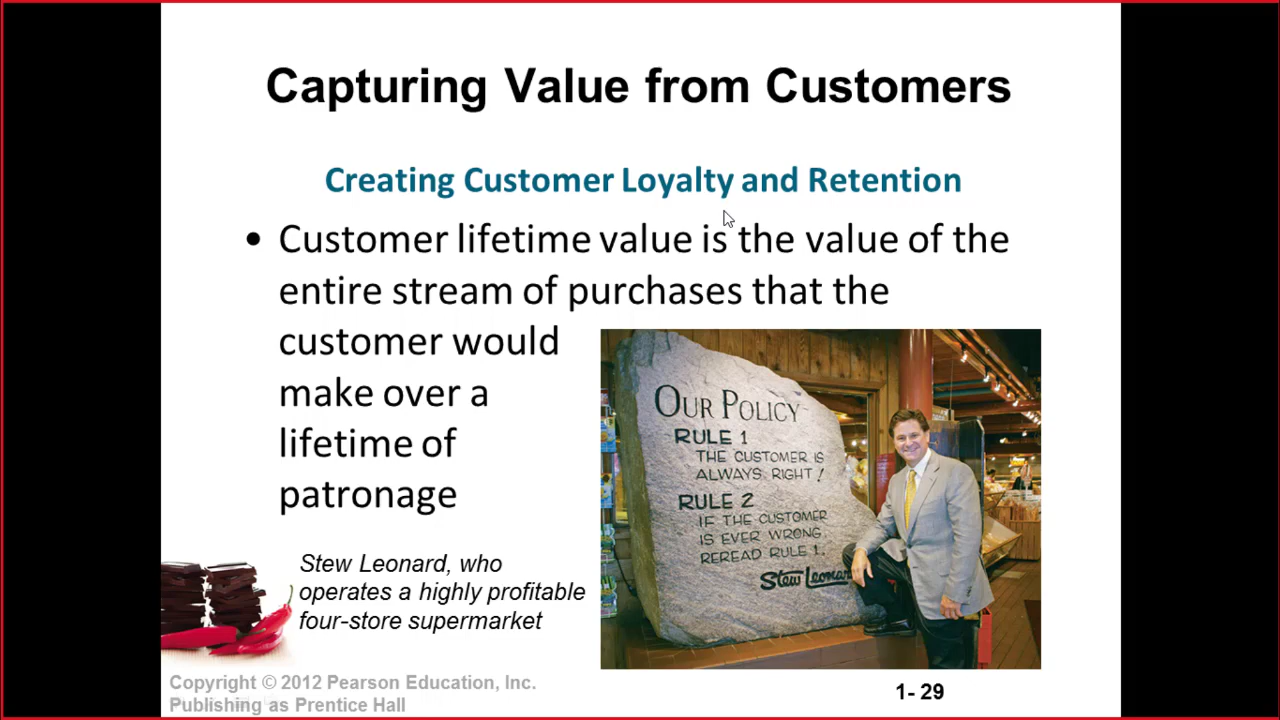 Capturing Value from Customers
Creating Customer Loyalty and Retention
• Customer lifetime value is the value of the
entire stream of purchases that the
customer would
make over a
lifetime of
patronage
OUR POLICY
RULE 1
THE CUSTOMER IS
ALWAYS RIGHT!
RULE 2
IF THE CUSTOMER
IS EVER WRONG,
REREAD RULE 1.
Stew Leonard
Stew Leonard, who
operates a highly profitable
four-store supermarket
Copyright © 2012 Pearson Education, Inc.
Publishing as Prentice Hall
1- 29